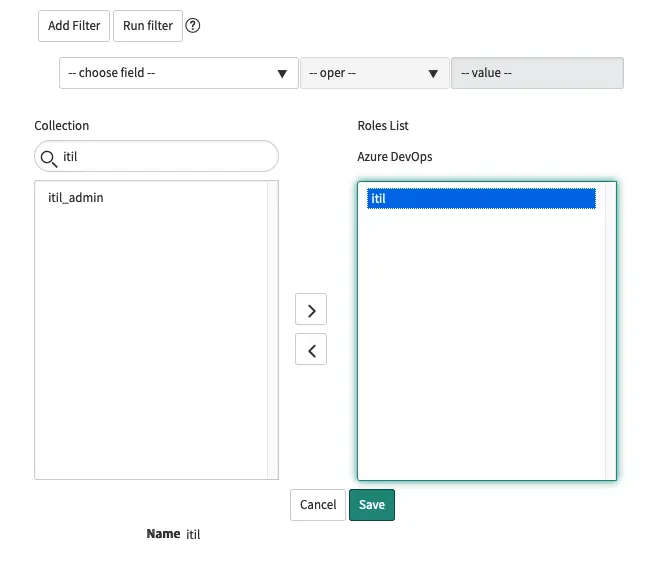 Add Filter Run filter ?
-- choose field -- -- oper -- -- value --
Collection Roles List
itil Azure DevOps
itil_admin itil
Cancel Save
Name itil